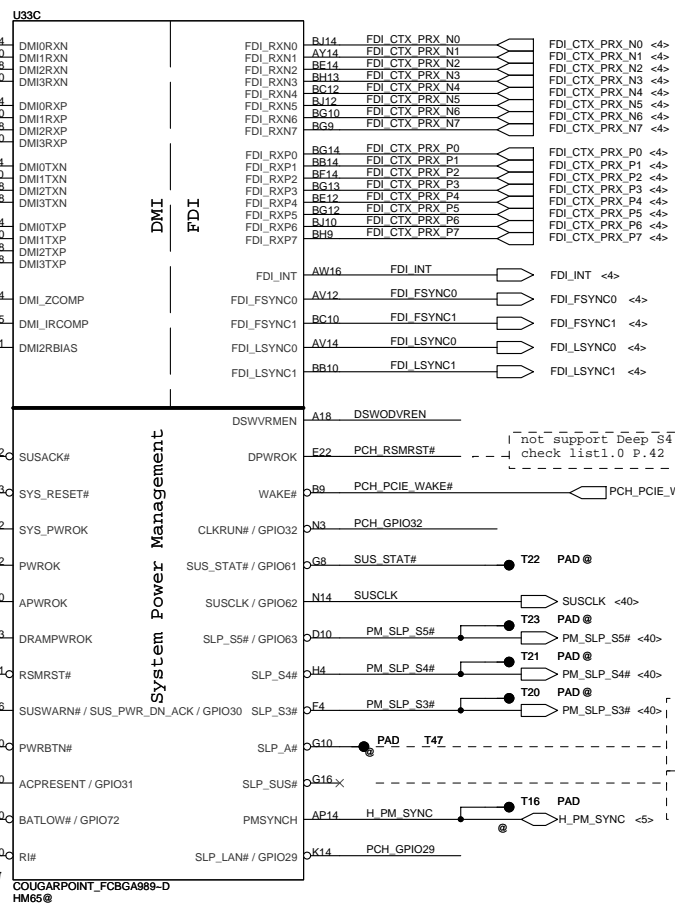 U33C
DMI0RXN
DMI1RXN
DMI2RXN
DMI3RXN
DMI0RXP
DMI1RXP
DMI2RXP
DMI3RXP
DMI0TXN
DMI1TXN
DMI2TXN
DMI3TXN
DMI0TXP
DMI1TXP
DMI2TXP
DMI3TXP
DMI_ZCOMP
DMI_IRCOMP
DMI2RBIAS
DMI
FDI
FDI_RXN0 BJ14 FDI_CTX_PRX_N0 FDI_CTX_PRX_N0 <4>
FDI_RXN1 AY14 FDI_CTX_PRX_N1 FDI_CTX_PRX_N1 <4>
FDI_RXN2 BE14 FDI_CTX_PRX_N2 FDI_CTX_PRX_N2 <4>
FDI_RXN3 BH13 FDI_CTX_PRX_N3 FDI_CTX_PRX_N3 <4>
FDI_RXN4 BC12 FDI_CTX_PRX_N4 FDI_CTX_PRX_N4 <4>
FDI_RXN5 BJ12 FDI_CTX_PRX_N5 FDI_CTX_PRX_N5 <4>
FDI_RXN6 BG10 FDI_CTX_PRX_N6 FDI_CTX_PRX_N6 <4>
FDI_RXN7 BG9 FDI_CTX_PRX_N7 FDI_CTX_PRX_N7 <4>
FDI_RXP0 BG14 FDI_CTX_PRX_P0 FDI_CTX_PRX_P0 <4>
FDI_RXP1 BB14 FDI_CTX_PRX_P1 FDI_CTX_PRX_P1 <4>
FDI_RXP2 BF14 FDI_CTX_PRX_P2 FDI_CTX_PRX_P2 <4>
FDI_RXP3 BG13 FDI_CTX_PRX_P3 FDI_CTX_PRX_P3 <4>
FDI_RXP4 BE12 FDI_CTX_PRX_P4 FDI_CTX_PRX_P4 <4>
FDI_RXP5 BG12 FDI_CTX_PRX_P5 FDI_CTX_PRX_P5 <4>
FDI_RXP6 BJ10 FDI_CTX_PRX_P6 FDI_CTX_PRX_P6 <4>
FDI_RXP7 BH9 FDI_CTX_PRX_P7 FDI_CTX_PRX_P7 <4>
FDI_INT AW16 FDI_INT FDI_INT <4>
FDI_FSYNC0 AV12 FDI_FSYNC0 FDI_FSYNC0 <4>
FDI_FSYNC1 BC10 FDI_FSYNC1 FDI_FSYNC1 <4>
FDI_LSYNC0 AV14 FDI_LSYNC0 FDI_LSYNC0 <4>
FDI_LSYNC1 BB10 FDI_LSYNC1 FDI_LSYNC1 <4>
System Power Management
DSWVRMEN A18 DSWODVREN
not support Deep S4
check list1.0 P.42
SUSACK# DPWROK E22 PCH_RSMRST#
SYS_RESET# WAKE# B9 PCH_PCIE_WAKE# PCH_PCIE_W
SYS_PWROK CLKRUN# / GPIO32 N3 PCH_GPIO32
PWROK SUS_STAT# / GPIO61 G8 SUS_STAT# T22 PAD @
APWROK SUSCLK / GPIO62 N14 SUSCLK SUSCLK <40>
T23 PAD @
DRAMPWROK SLP_S5# / GPIO63 D10 PM_SLP_S5# PM_SLP_S5# <40>
T21 PAD @
RSMRST# SLP_S4# H4 PM_SLP_S4# PM_SLP_S4# <40>
T20 PAD @
SUSWARN# / SUS_PWR_DN_ACK / GPIO30 SLP_S3# F4 PM_SLP_S3# PM_SLP_S3# <40>
PWRBTN# SLP_A# G10 @ PAD T47
ACPRESENT / GPIO31 SLP_SUS# G16
T16 PAD
BATLOW# / GPIO72 PMSYNCH AP14 H_PM_SYNC @ H_PM_SYNC <5>
RI# SLP_LAN# / GPIO29 K14 PCH_GPIO29
COUGARPOINT_FCBGA989~D
HM65@